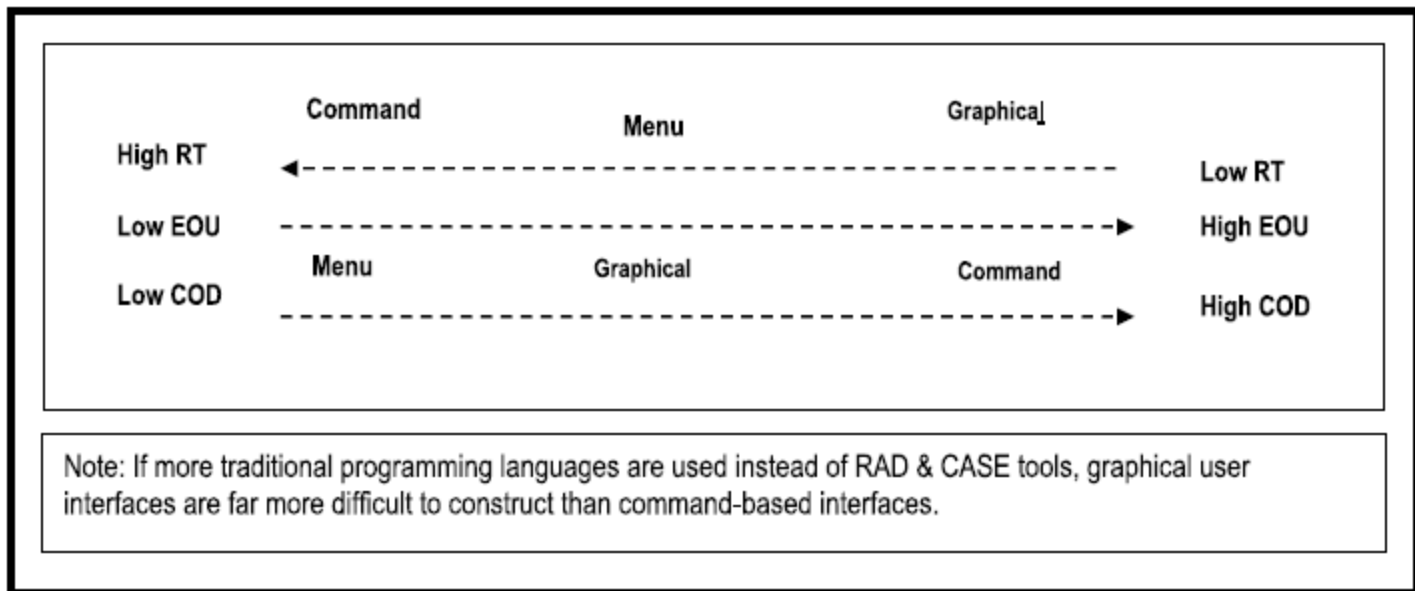 Command Menu Graphical
High RT Low RT
Low EOU High EOU
Menu Graphical Command
Low COD High COD
Note: If more traditional programming languages are used instead of RAD & CASE tools, graphical user
interfaces are far more difficult to construct than command-based interfaces.